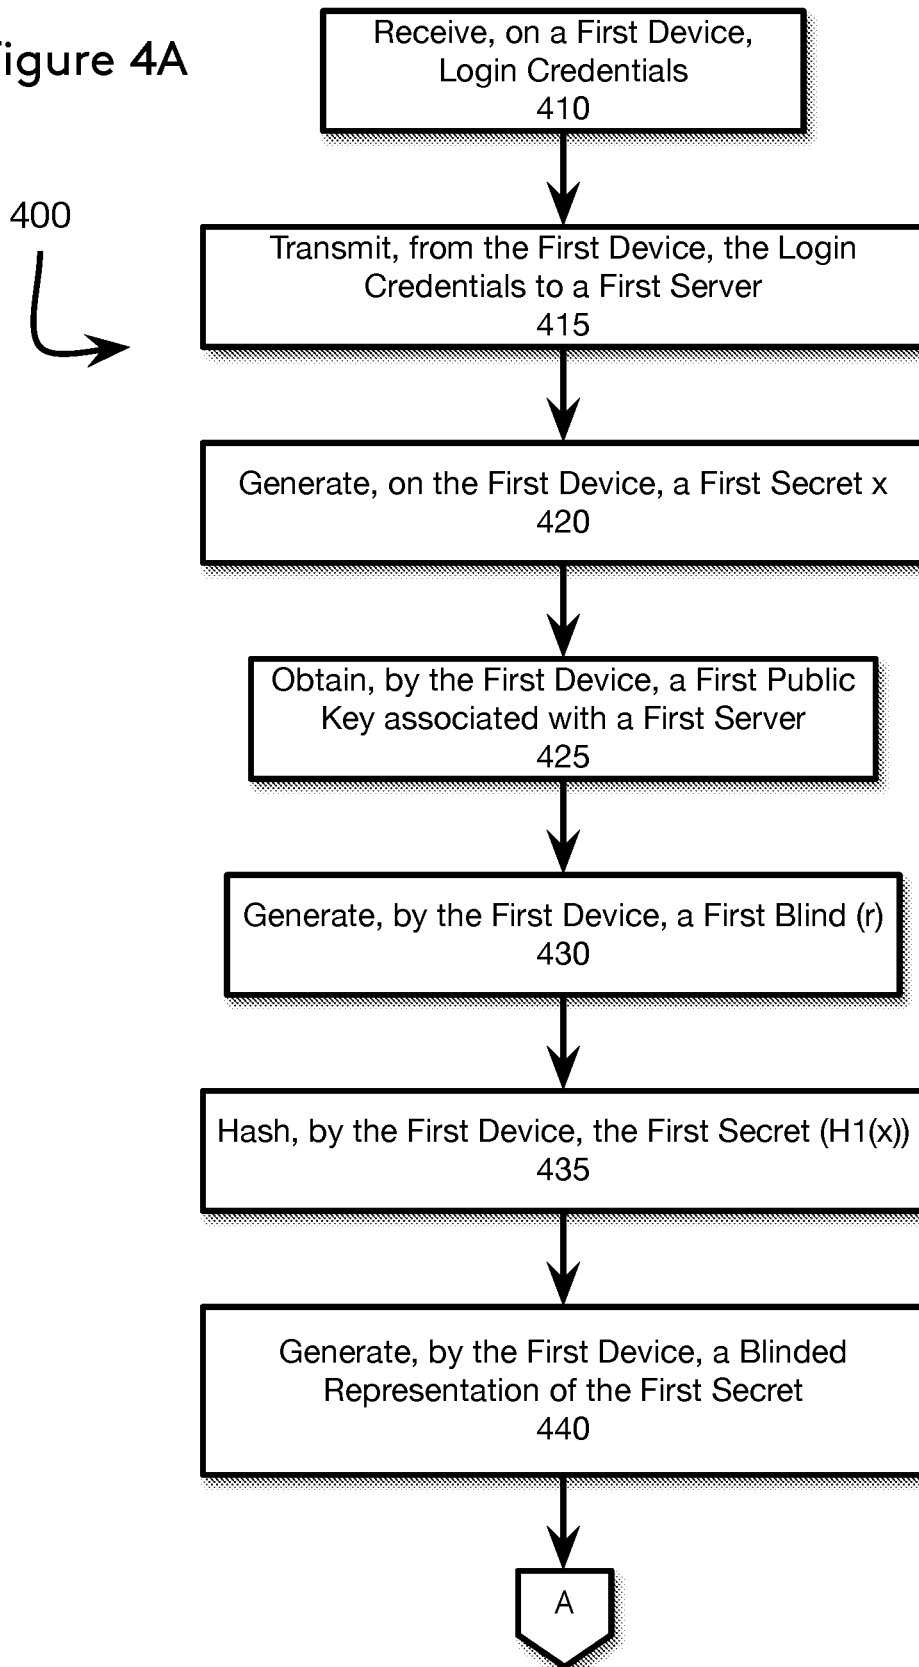 igure 4A
Receive, on a First Device,
Login Credentials
410
400
Transmit, from the First Device, the Login
Credentials to a First Server
415
Generate, on the First Device, a First Secret x
420
Obtain, by the First Device, a First Public
Key associated with a First Server
425
Generate, by the First Device, a First Blind (r)
430
Hash, by the First Device, the First Secret (H1(x))
435
Generate, by the First Device, a Blinded
Representation of the First Secret
440
A